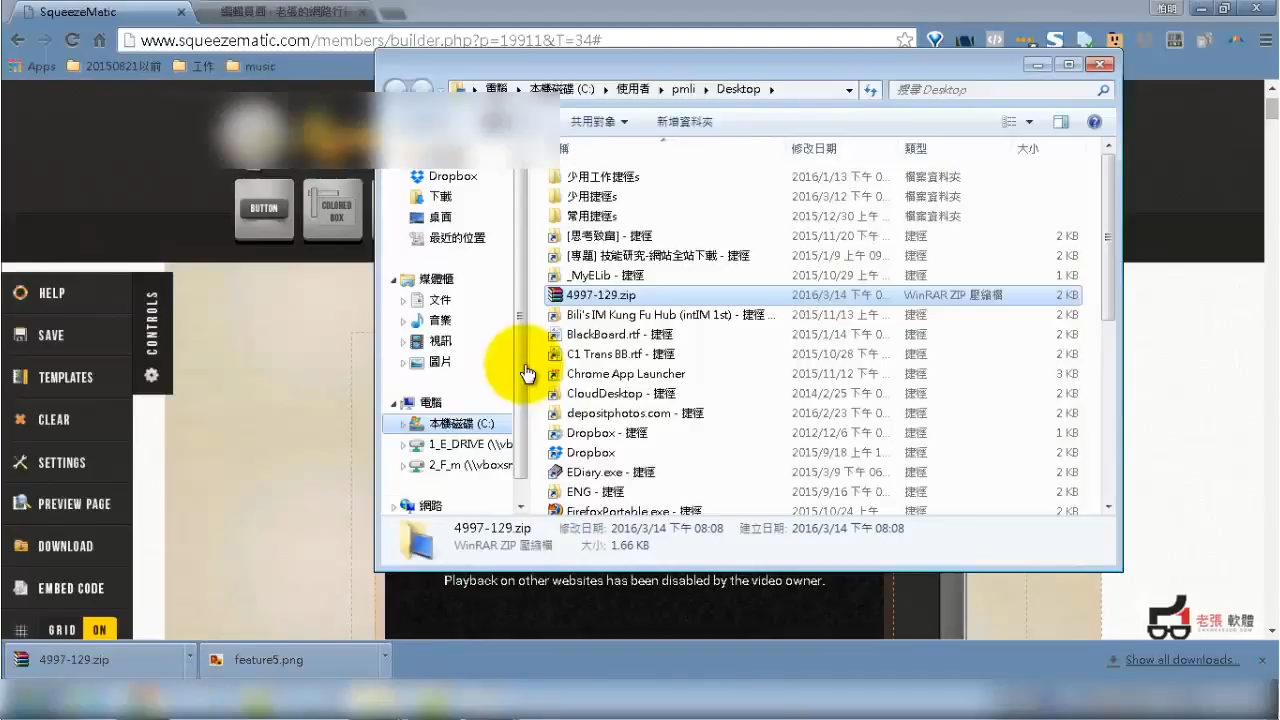 SqueezeMatic
編輯頁面 | 老張的網路行
柏明
www.squeezematic.com/members/builder.php?p=19911&T=34#
Apps 20150821以前 工作 music
電腦 本機磁碟 (C:) 使用者 pmli Desktop
搜尋 Desktop
共用對象 新增資料夾
修改日期 類型 大小
Dropbox
下載
桌面
最近的位置
媒體櫃
文件
音樂
視訊
圖片
電腦
本機磁碟 (C:)
1_E_DRIVE (\\vb
2_F_m (\\vboxsr
網路
少用工作捷徑s 2016/1/13 下午 0... 檔案資料夾
少用捷徑s 2016/3/12 下午 0... 檔案資料夾
常用捷徑s 2015/12/30 上午 ... 檔案資料夾
[思考致富] - 捷徑 2015/11/20 下午 ... 捷徑 2 KB
[專題] 技能研究-網站全站下載 - 捷徑 2015/1/9 上午 09... 捷徑 2 KB
_MyELib - 捷徑 2015/10/29 上午 ... 捷徑 1 KB
4997-129.zip 2016/3/14 下午 0... WinRAR ZIP 壓縮檔 2 KB
Bili'sIM Kung Fu Hub (intIM 1st) - 捷徑 ... 2015/11/13 上午 ... 捷徑 2 KB
BlackBoard.rtf - 捷徑 2015/1/14 下午 0... 捷徑 2 KB
C1 Trans BB.rtf - 捷徑 2015/10/28 下午 ... 捷徑 2 KB
Chrome App Launcher 2015/11/12 下午 ... 捷徑 3 KB
CloudDesktop - 捷徑 2014/2/25 下午 0... 捷徑 2 KB
depositphotos.com - 捷徑 2016/2/23 下午 0... 捷徑 2 KB
Dropbox - 捷徑 2012/12/6 下午 0... 捷徑 1 KB
Dropbox 2015/9/18 上午 1... 捷徑 2 KB
EDiary.exe - 捷徑 2015/3/9 下午 06... 捷徑 2 KB
ENG - 捷徑 2015/9/16 下午 0... 捷徑 1 KB
FirefoxPortable.exe - 捷徑 2015/10/24 上午 ... 捷徑 2 KB
4997-129.zip 修改日期: 2016/3/14 下午 08:08 建立日期: 2016/3/14 下午 08:08
WinRAR ZIP 壓縮檔 大小: 1.66 KB
BUTTON
COLORED
BOX
CONTROLS
HELP
SAVE
TEMPLATES
CLEAR
SETTINGS
PREVIEW PAGE
DOWNLOAD
EMBED CODE
GRID ON
Playback on other websites has been disabled by the video owner.
老張軟體
4997-129.zip
feature5.png
Show all downloads...